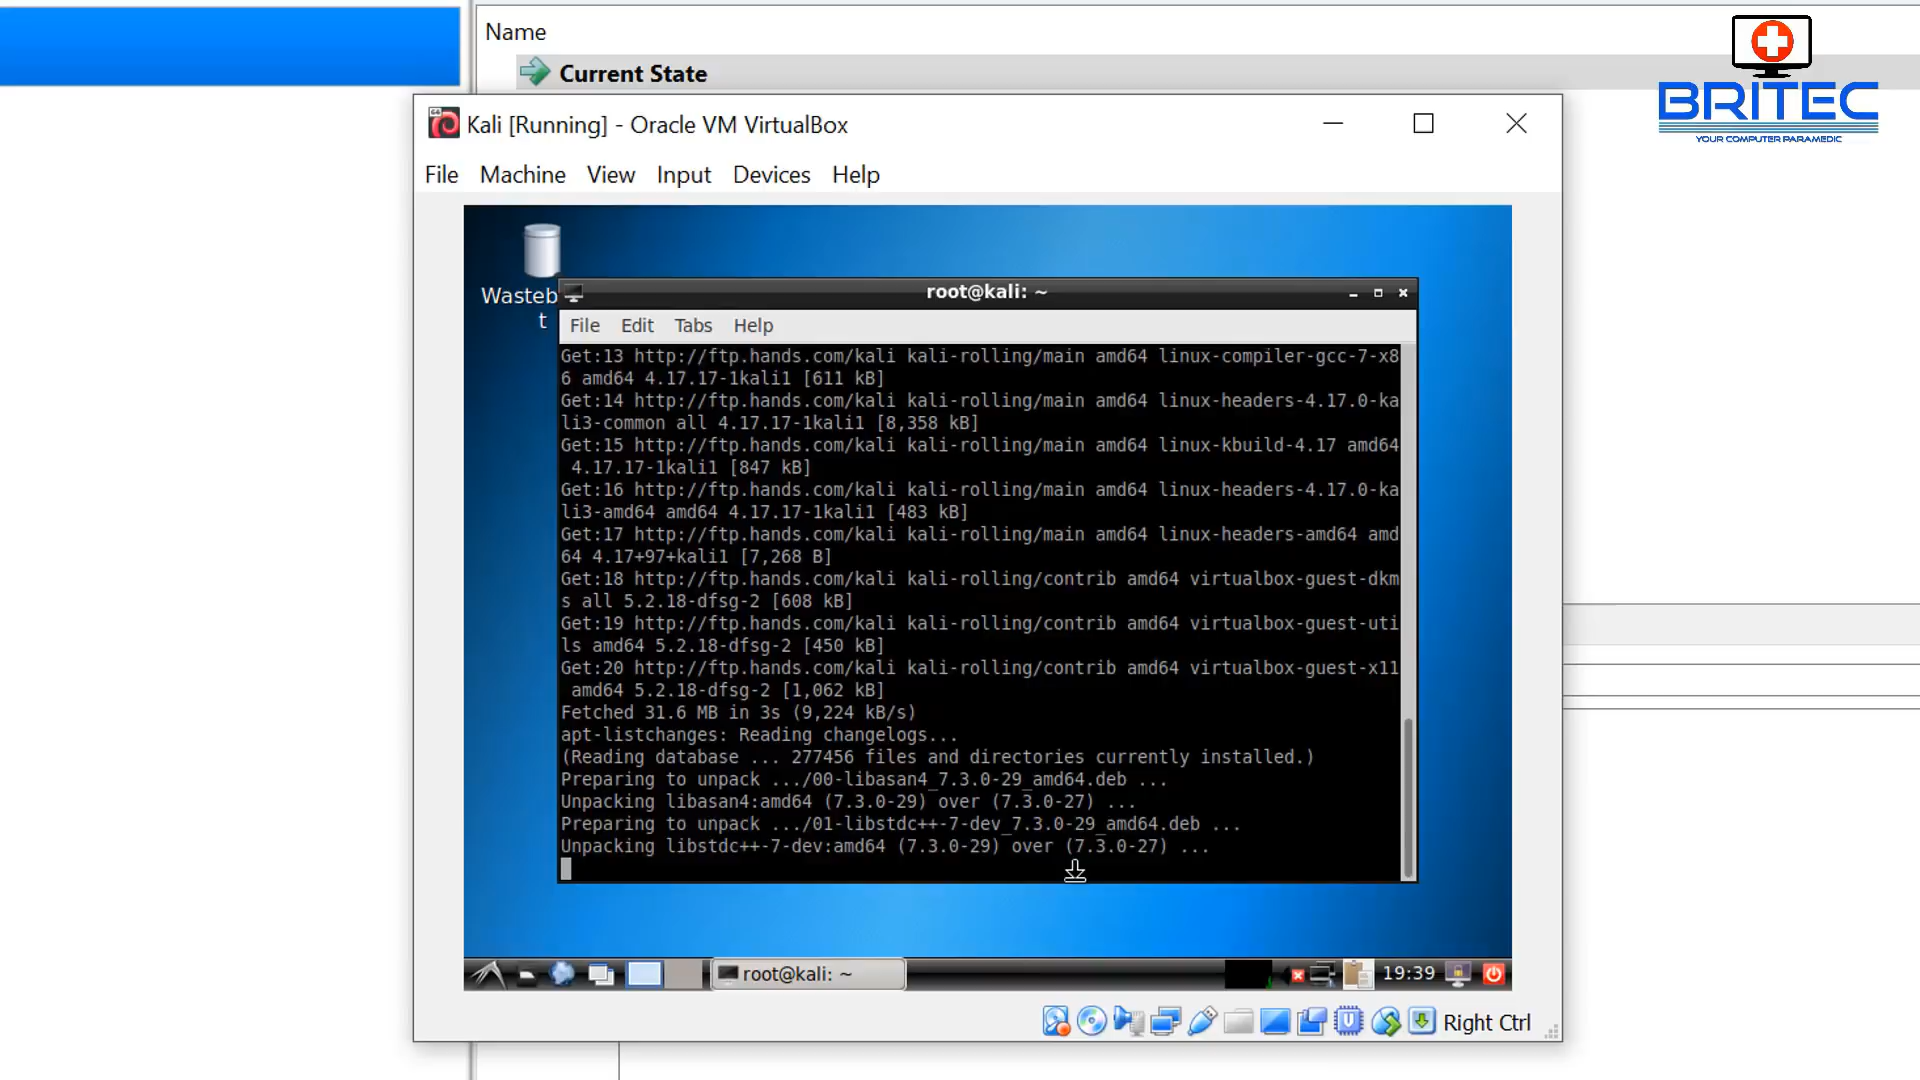 Name
Current State
BRITEC
YOUR COMPUTER PARAMEDIC
Kali [Running] - Oracle VM VirtualBox
File Machine View Input Devices Help
Wasteb
t
root@kali: ~
File Edit Tabs Help
Get:13 http://ftp.hands.com/kali kali-rolling/main amd64 linux-compiler-gcc-7-x8
6 amd64 4.17.17-1kali1 [611 kB]
Get:14 http://ftp.hands.com/kali kali-rolling/main amd64 linux-headers-4.17.0-ka
li3-common all 4.17.17-1kali1 [8,358 kB]
Get:15 http://ftp.hands.com/kali kali-rolling/main amd64 linux-kbuild-4.17 amd64
4.17.17-1kali1 [847 kB]
Get:16 http://ftp.hands.com/kali kali-rolling/main amd64 linux-headers-4.17.0-ka
li3-amd64 amd64 4.17.17-1kali1 [483 kB]
Get:17 http://ftp.hands.com/kali kali-rolling/main amd64 linux-headers-amd64 amd
64 4.17+97+kali1 [7,268 B]
Get:18 http://ftp.hands.com/kali kali-rolling/contrib amd64 virtualbox-guest-dkm
s all 5.2.18-dfsg-2 [608 kB]
Get:19 http://ftp.hands.com/kali kali-rolling/contrib amd64 virtualbox-guest-uti
ls amd64 5.2.18-dfsg-2 [450 kB]
Get:20 http://ftp.hands.com/kali kali-rolling/contrib amd64 virtualbox-guest-x11
amd64 5.2.18-dfsg-2 [1,062 kB]
Fetched 31.6 MB in 3s (9,224 kB/s)
apt-listchanges: Reading changelogs...
(Reading database ... 277456 files and directories currently installed.)
Preparing to unpack .../00-libasan4_7.3.0-29_amd64.deb ...
Unpacking libasan4:amd64 (7.3.0-29) over (7.3.0-27) ...
Preparing to unpack .../01-libstdc++-7-dev_7.3.0-29_amd64.deb ...
Unpacking libstdc++-7-dev:amd64 (7.3.0-29) over (7.3.0-27) ...
root@kali: ~
19:39
Right Ctrl